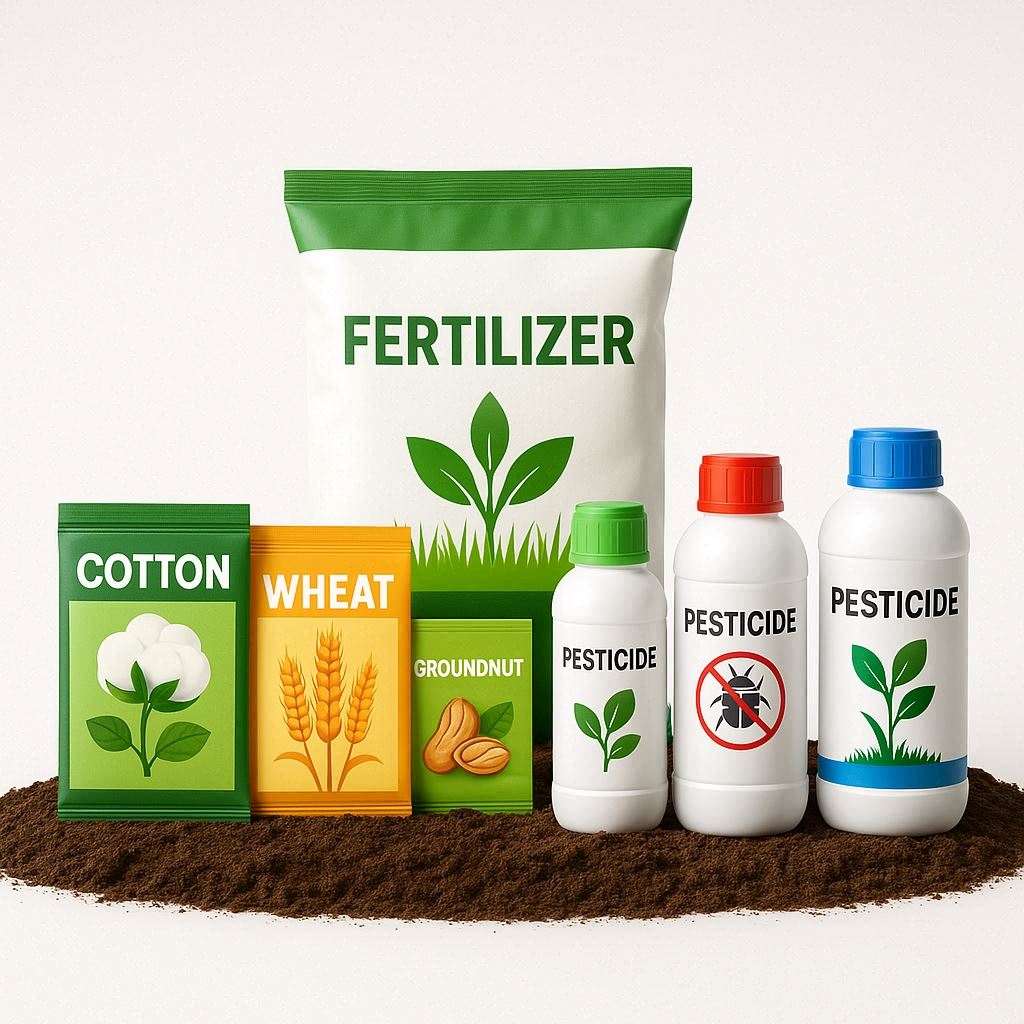 FERTILIZER
COTTON
WHEAT
GROUNDNUT
PESTICIDE
PESTICIDE
PESTICIDE